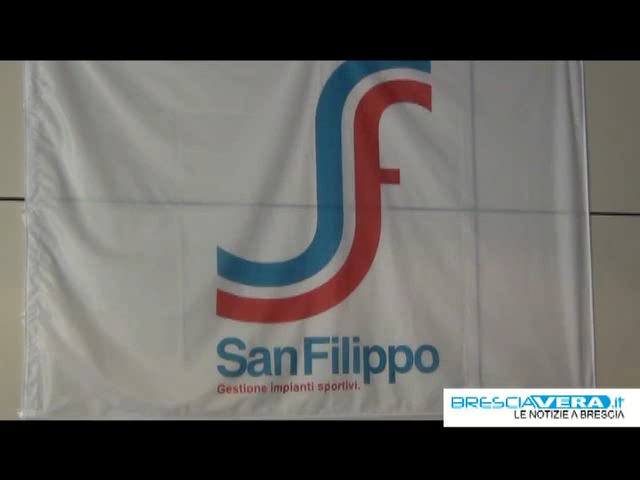 SanFilippo
Gestione impianti sportivi.
BRESCIAVERA.it
LE NOTIZIE A BRESCIA